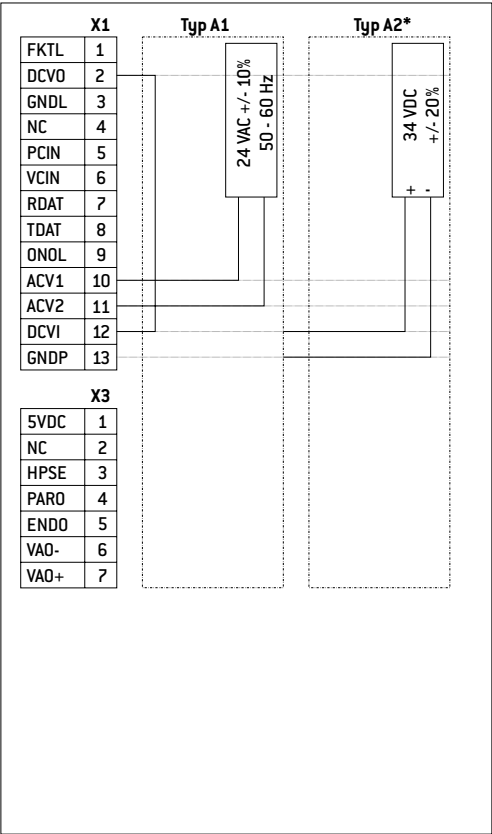 X1 Typ A1 Typ A2*
FKTL 1
DCVO 2
GNDL 3
NC 4
PCIN 5
VCIN 6
RDAT 7
TDAT 8
ONOL 9
ACV1 10
ACV2 11
DCVI 12
GNDP 13
24 VAC +/- 10%
50 - 60 Hz
34 VDC
+/- 20%
+ -
X3
5VDC 1
NC 2
HPSE 3
PARO 4
ENDO 5
VAO- 6
VAO+ 7